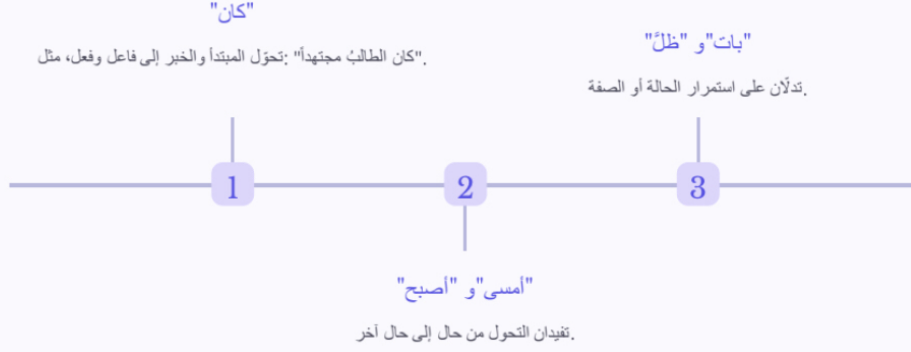 "كان"
تحوّل المبتدأ والخبر إلى فاعل وفعل، مثل: "كان الطالبُ مجتهداً".
1
"أمسى"و "أصبح"
تفيدان التحول من حال إلى حال آخر.
2
"بات"و "ظلَّ"
تدلّان على استمرار الحالة أو الصفة.
3